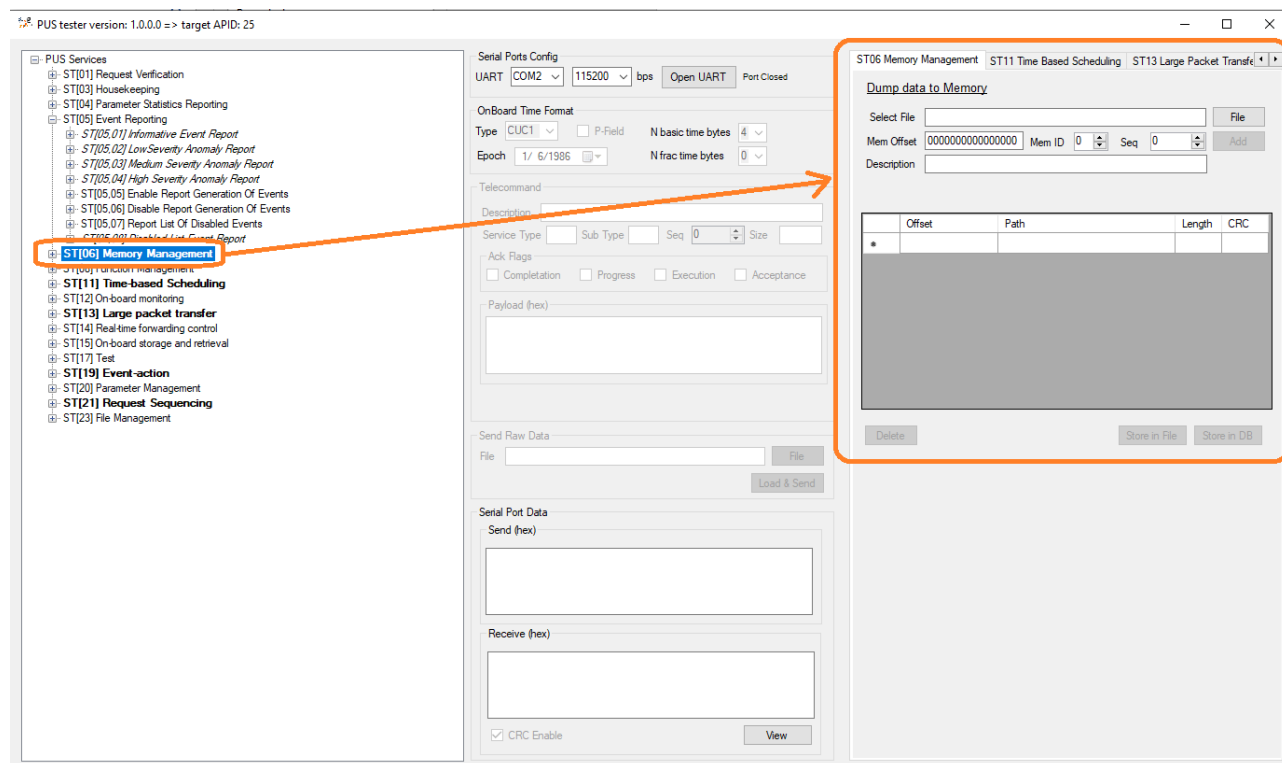 PUS tester version: 1.0.0.0 => target APID: 25
PUS Services
ST[01] Request Verification
ST[03] Housekeeping
ST[04] Parameter Statistics Reporting
ST[05] Event Reporting
ST[05,01] Informative Event Report
ST[05,02] LowSeverity Anomaly Report
ST[05,03] Medium Severity Anomaly Report
ST[05,04] High Severity Anomaly Report
ST[05,05] Enable Report Generation Of Events
ST[05,06] Disable Report Generation Of Events
ST[05,07] Report List Of Disabled Events
ST[05,08] Disabled List Event Report
ST[06] Memory Management
ST[08] Function Management
ST[11] Time-based Scheduling
ST[12] On-board monitoring
ST[13] Large packet transfer
ST[14] Real-time forwarding control
ST[15] On-board storage and retrieval
ST[17] Test
ST[19] Event-action
ST[20] Parameter Management
ST[21] Request Sequencing
ST[23] File Management
Serial Ports Config
UART COM2 115200 bps Open UART Port Closed
OnBoard Time Format
Type CUC1 P-Field N basic time bytes 4
Epoch 1/ 6/1986 N frac time bytes 0
Telecommand
Description
Service Type Sub Type Seq 0 Size
Ack Flags
Completation Progress Execution Acceptance
Payload (hex)
Send Raw Data
File File
Load & Send
Serial Port Data
Send (hex)
Receive (hex)
CRC Enable View
ST06 Memory Management ST11 Time Based Scheduling ST13 Large Packet Transfe
Dump data to Memory
Select File File
Mem Offset 0000000000000000 Mem ID 0 Seq 0 Add
Description
Offset Path Length CRC
Delete Store in File Store in DB